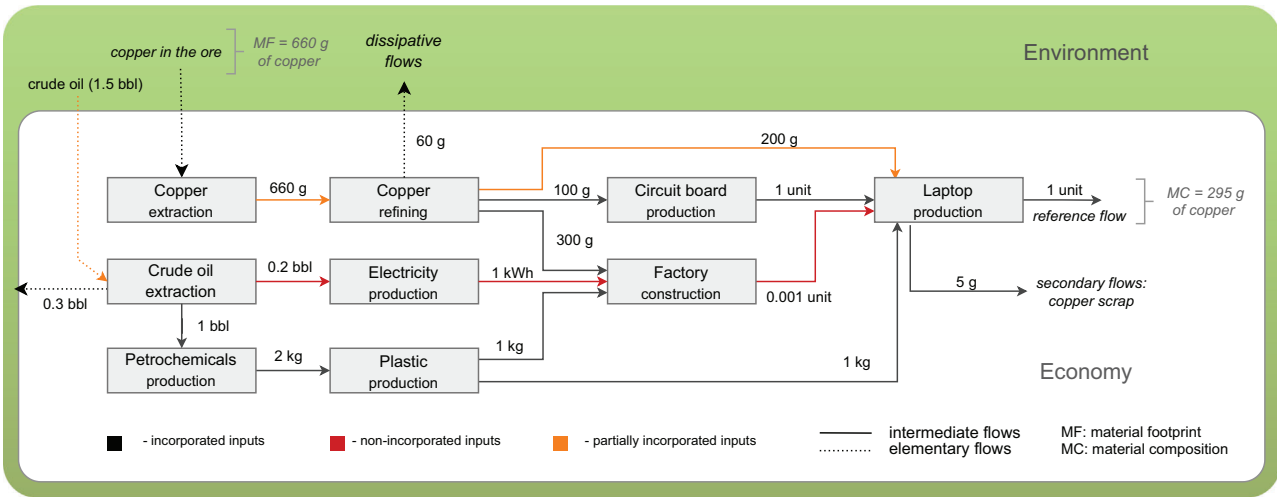 copper in the ore
MF = 660 g
of copper
dissipative
flows
Environment
crude oil (1.5 bbl)
60 g
200 g
Copper
extraction
660 g
Copper
refining
100 g
Circuit board
production
1 unit
Laptop
production
1 unit
reference flow
MC = 295 g
of copper
300 g
Crude oil
extraction
0.2 bbl
Electricity
production
1 kWh
Factory
construction
0.001 unit
0.3 bbl
5 g
secondary flows:
copper scrap
1 bbl
Petrochemicals
production
2 kg
Plastic
production
1 kg
1 kg
Economy
- incorporated inputs
- non-incorporated inputs
- partially incorporated inputs
intermediate flows
elementary flows
MF: material footprint
MC: material composition